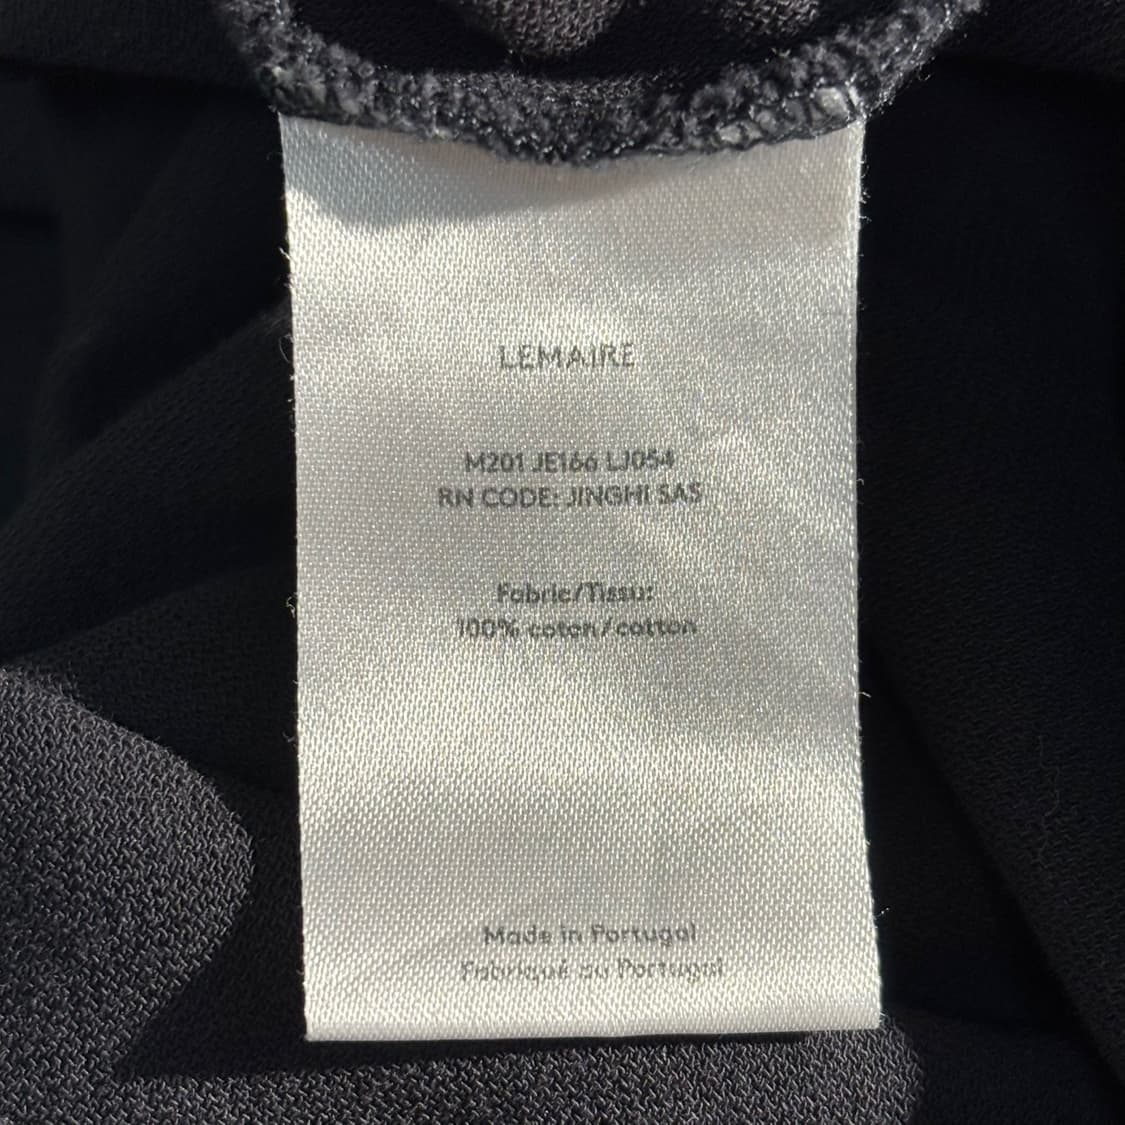 LEMAIRE
M201 JE166 LJ054
RN CODE: JINGHI SAS
Fabric/Tissu:
100% coton/cotton
Made in Portugal
Fabriqué au Portugal